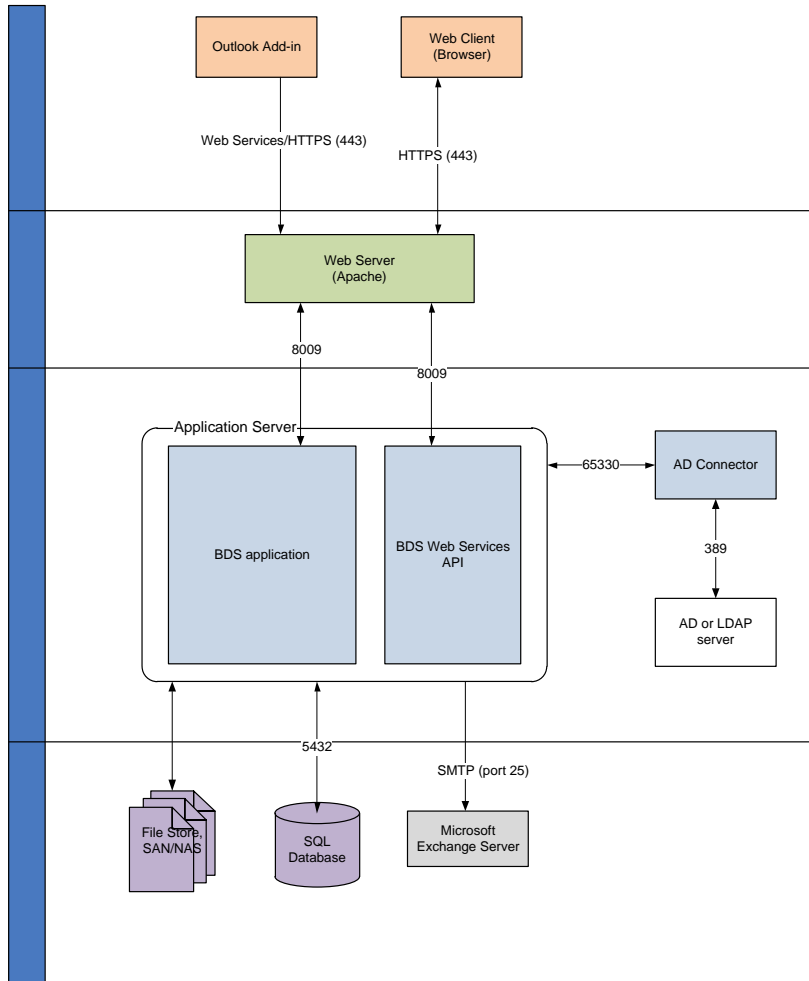 Outlook Add-in
Web Client
(Browser)
Web Services/HTTPS (443)
HTTPS (443)
Web Server
(Apache)
8009
8009
Application Server
BDS application
BDS Web Services
API
65330
AD Connector
389
AD or LDAP
server
5432
SMTP (port 25)
File Store,
SAN/NAS
SQL
Database
Microsoft
Exchange Server